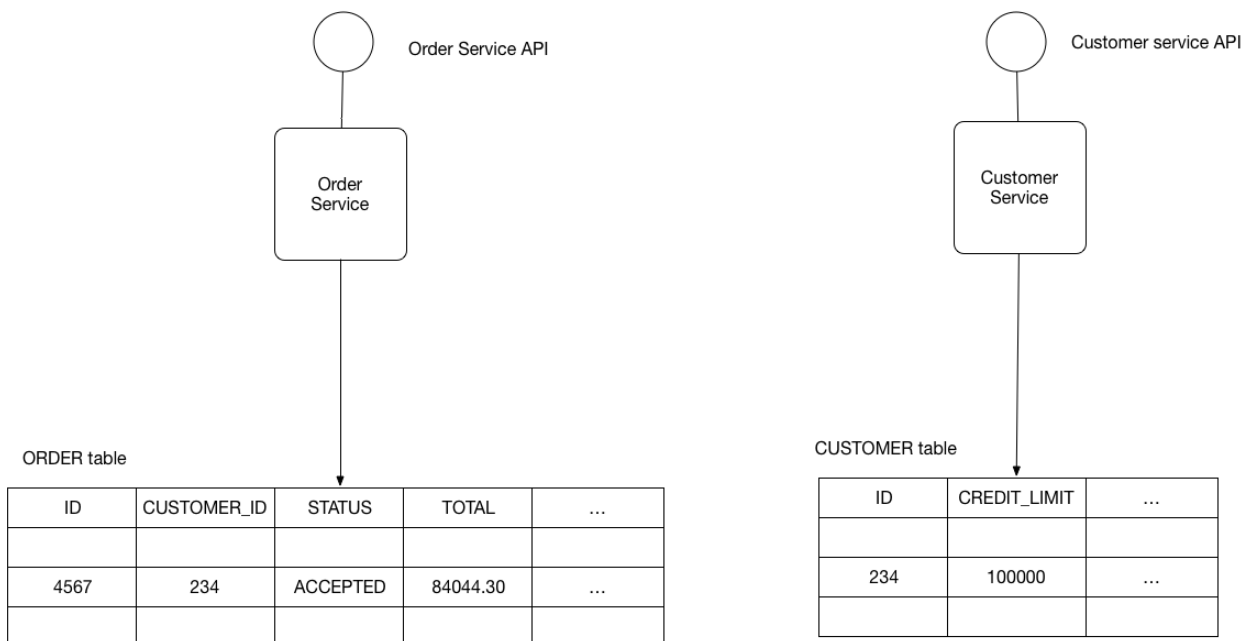 Order Service API
Customer service API
Order
Service
Customer
Service
ORDER table
ID CUSTOMER_ID STATUS TOTAL ...
4567 234 ACCEPTED 84044.30 ...
CUSTOMER table
ID CREDIT_LIMIT ...
234 100000 ...